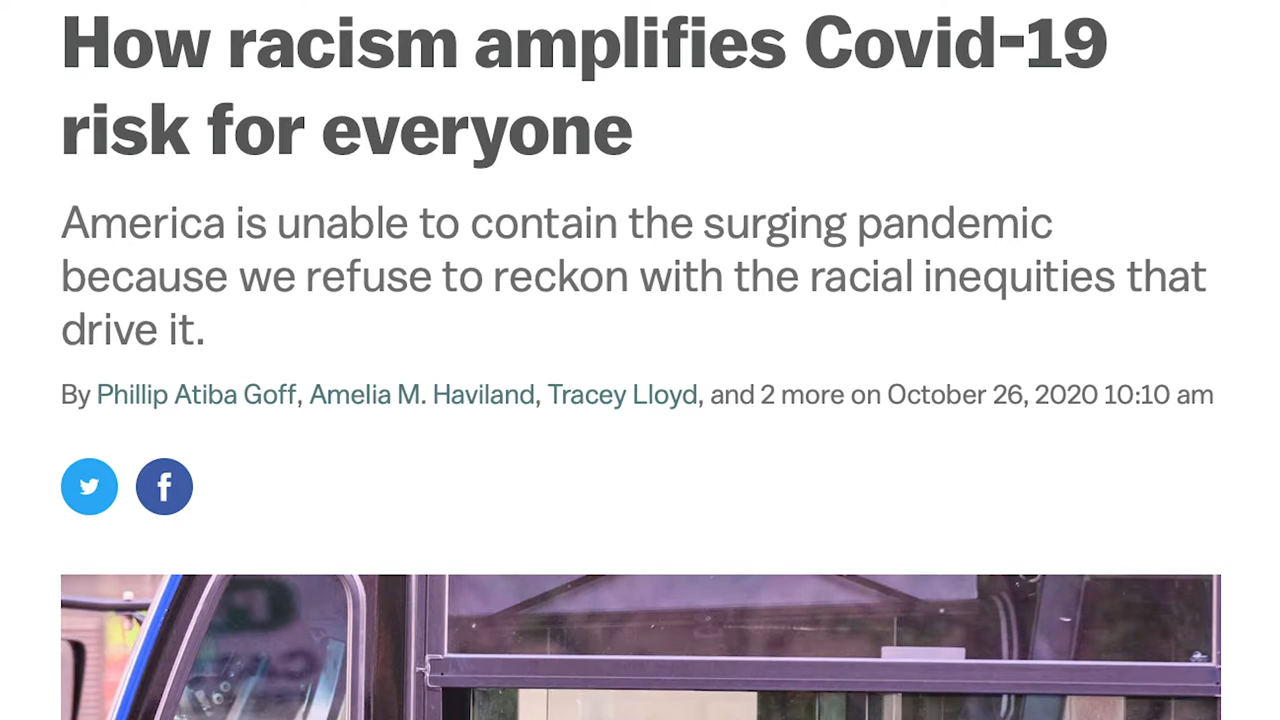 How racism amplifies Covid-19
risk for everyone
America is unable to contain the surging pandemic
because we refuse to reckon with the racial inequities that
drive it.
By Phillip Atiba Goff, Amelia M. Haviland, Tracey Lloyd, and 2 more on October 26, 2020 10:10 am